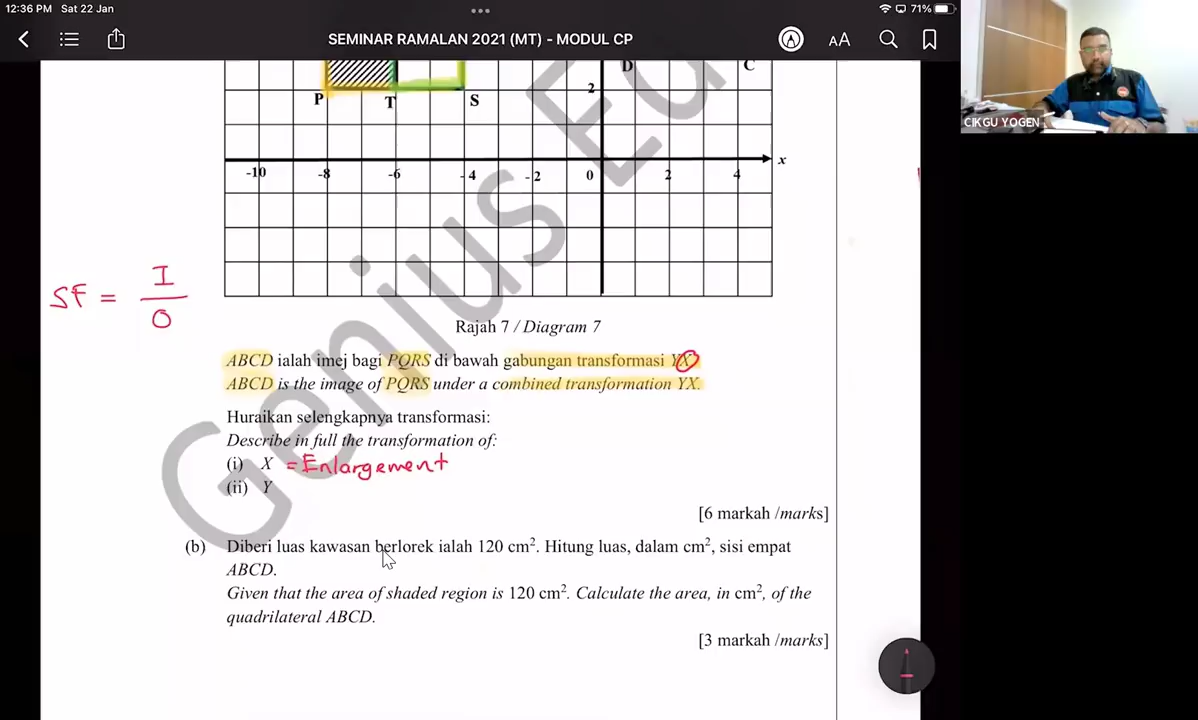 12:36 PM Sat 22 Jan
71%
SEMINAR RAMALAN 2021 (MT) - MODUL CP
AA
CIKGU YOGEN
D C
2
P T S
x
-10 -8 -6 -4 -2 0 2 4
SF = I
O
Rajah 7 / Diagram 7
ABCD ialah imej bagi PQRS di bawah gabungan transformasi YX.
ABCD is the image of PQRS under a combined transformation YX.
Huraikan selengkapnya transformasi:
Describe in full the transformation of:
(i) X = Enlargement
(ii) Y
[6 markah /marks]
(b) Diberi luas kawasan berlorek ialah 120 cm². Hitung luas, dalam cm², sisi empat
ABCD.
Given that the area of shaded region is 120 cm². Calculate the area, in cm², of the
quadrilateral ABCD.
[3 markah /marks]
Genius Ed